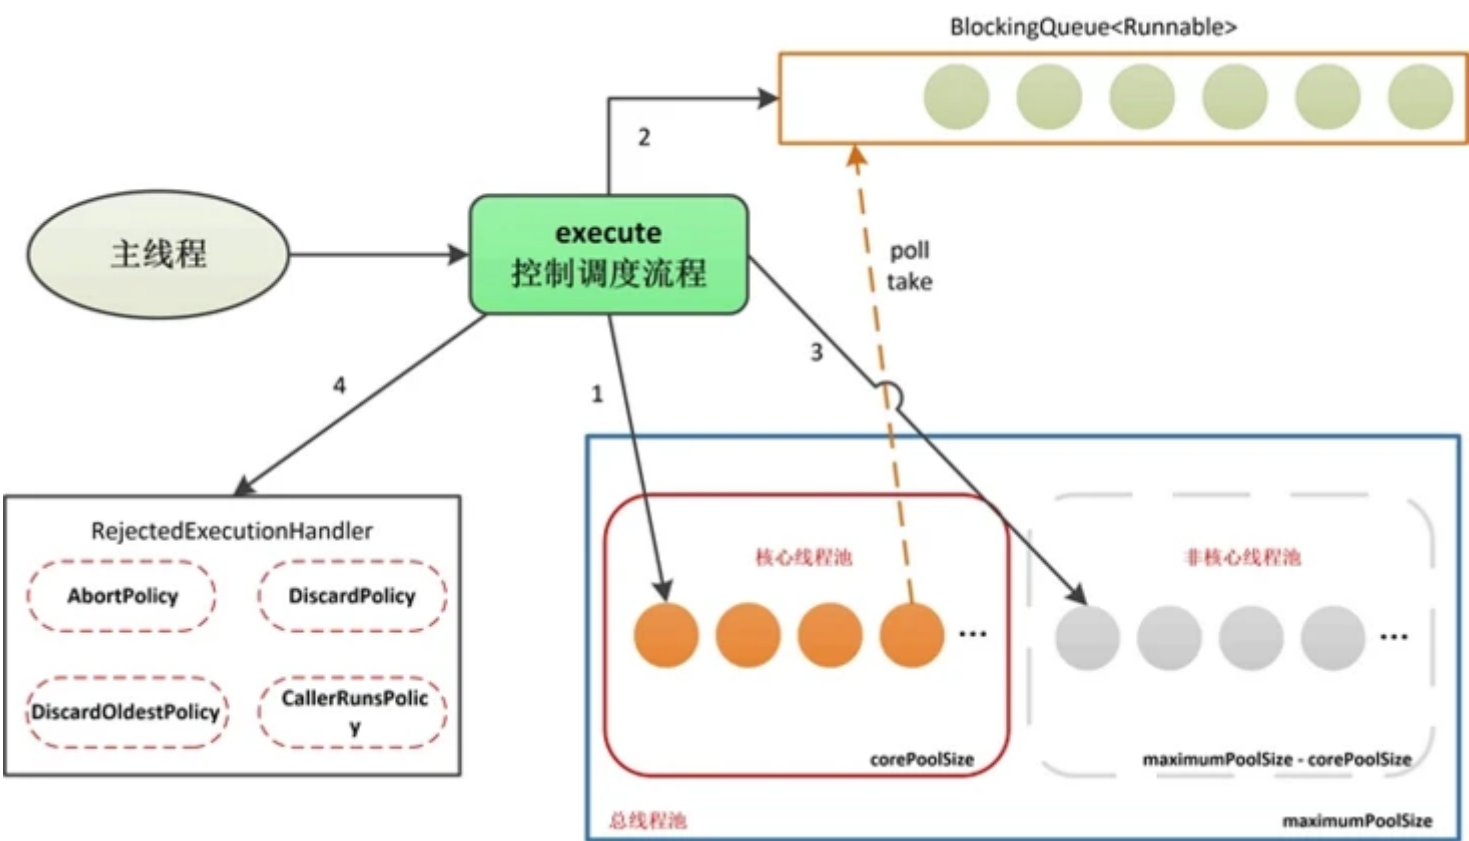 BlockingQueue<Runnable>
2
主线程
execute
控制调度流程
poll
take
3
4
1
RejectedExecutionHandler
AbortPolicy
DiscardPolicy
DiscardOldestPolicy
CallerRunsPolic
y
核心线程池
...
corePoolSize
非核心线程池
...
maximumPoolSize - corePoolSize
总线程池
maximumPoolSize